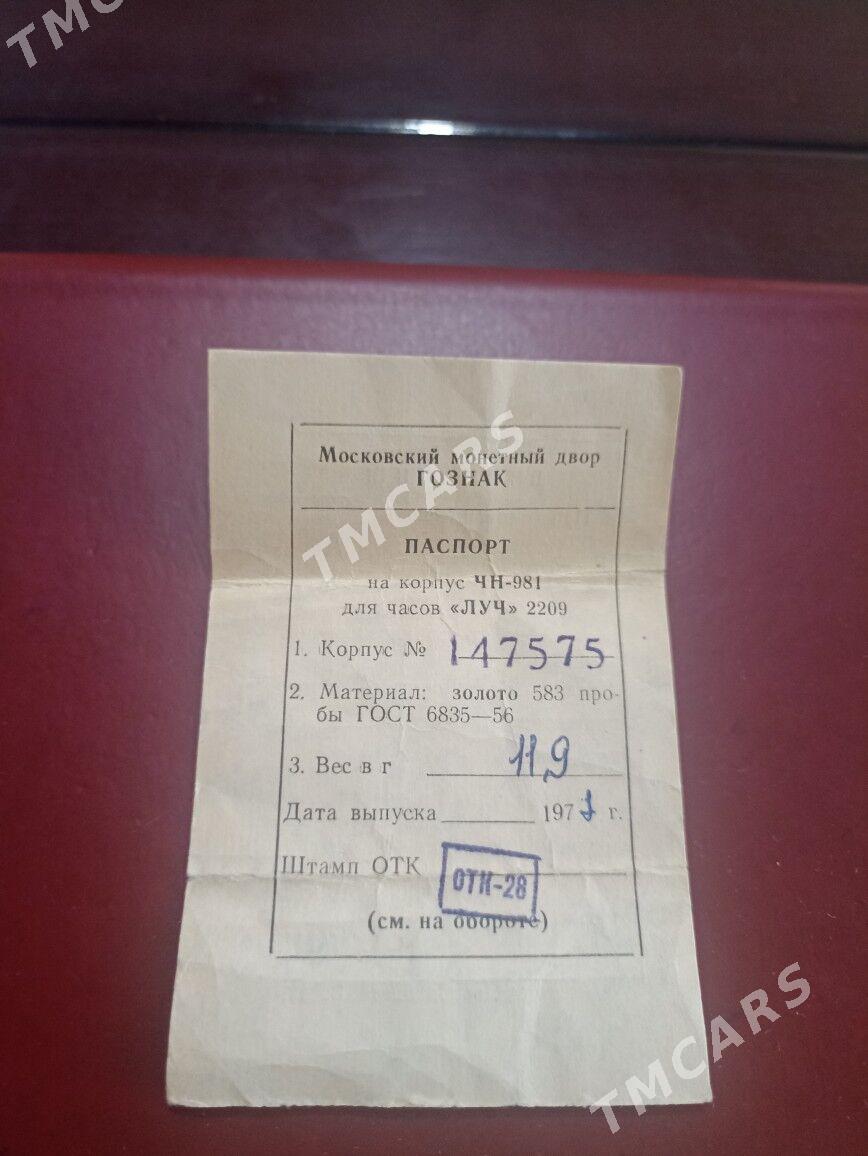 TMCARS
Московский монетный двор
ГОЗНАК
TMCARS
ПАСПОРТ
на корпус ЧН-981
для часов «ЛУЧ» 2209
1. Корпус № 147575
2. Материал: золото 583 про-
бы ГОСТ 6835—56
3. Вес в г 11,9
Дата выпуска 197 г.
Штамп ОТК ОТК-28
(см. на обороте)
TMCARS